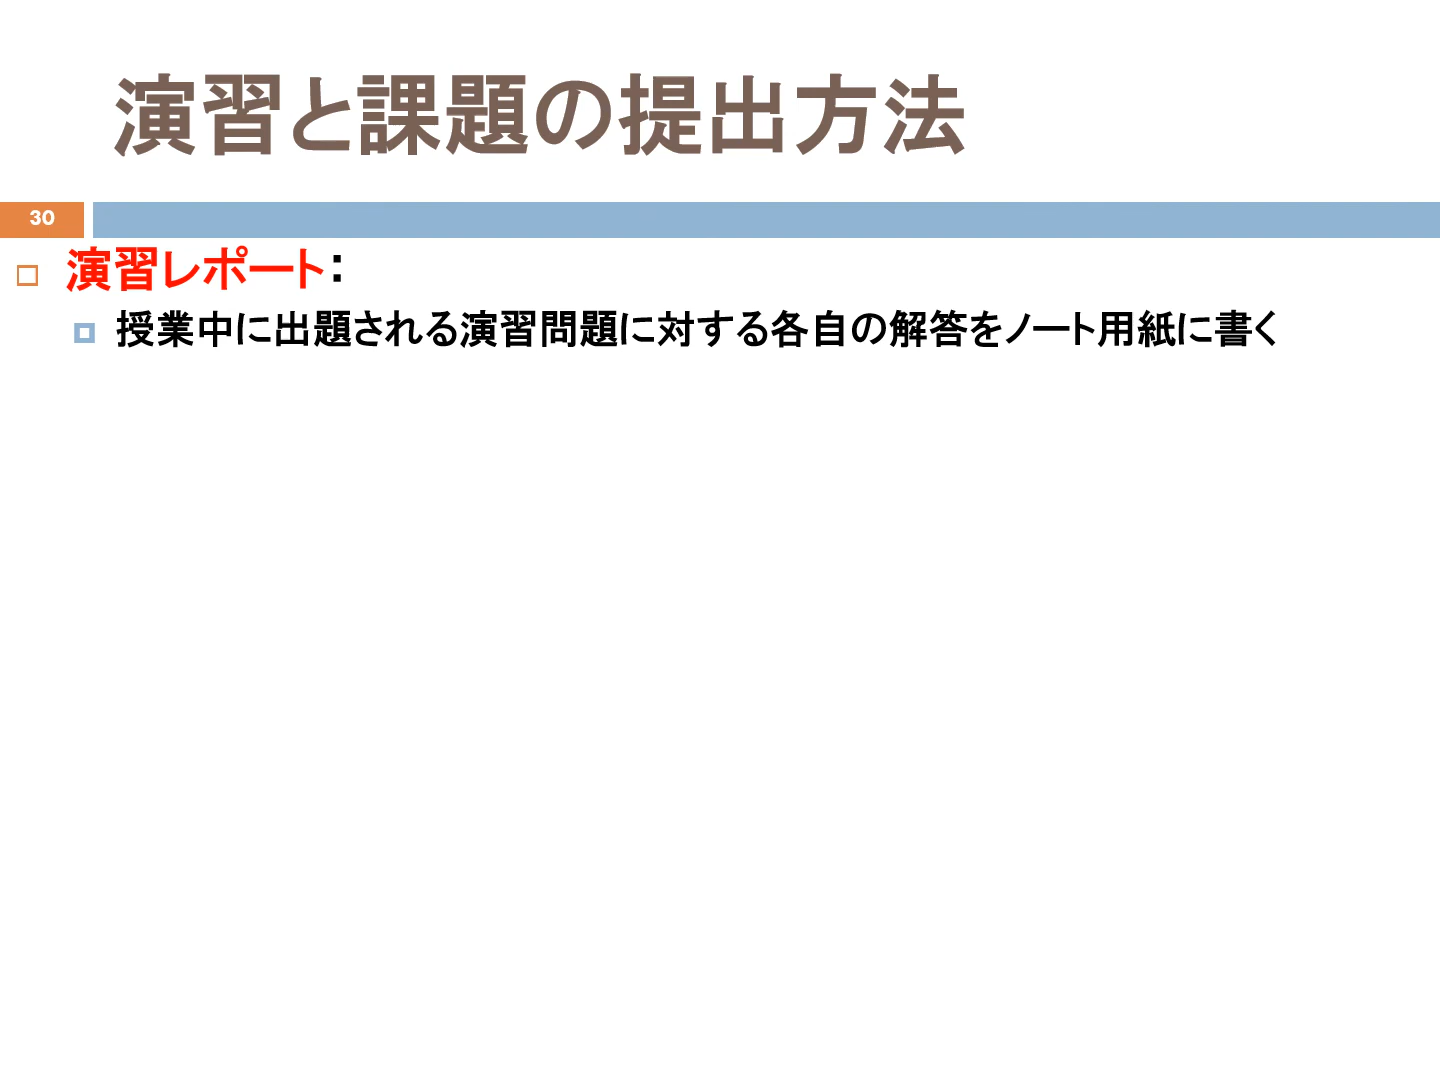 演習と課題の提出方法
30
演習レポート：
授業中に出題される演習問題に対する各自の解答をノート用紙に書く